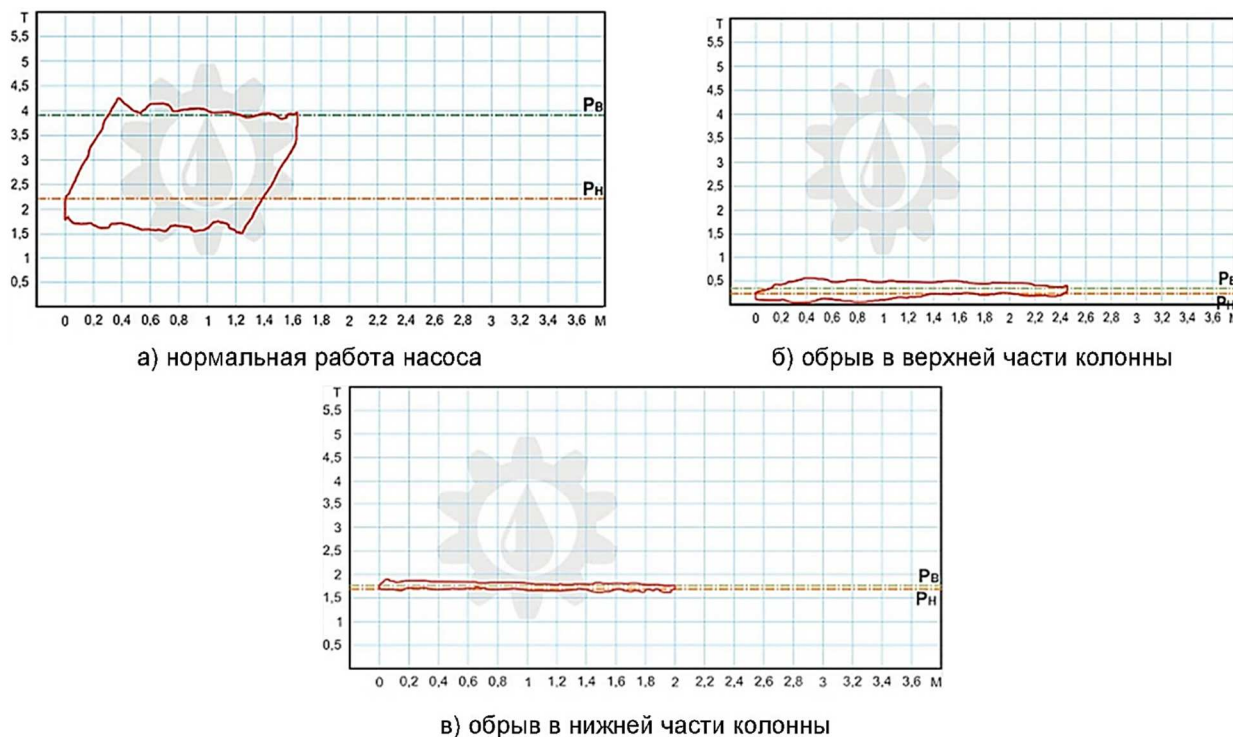 Т
5,5
5
4,5
4
3,5
3
2,5
2
1,5
1
0,5
Рв
Рн
0 0,2 0,4 0,6 0,8 1 1,2 1,4 1,6 1,8 2 2,2 2,4 2,6 2,8 3 3,2 3,4 3,6 М
а) нормальная работа насоса
Т
5,5
5
4,5
4
3,5
3
2,5
2
1,5
1
0,5
Рв
Рн
0 0,2 0,4 0,6 0,8 1 1,2 1,4 1,6 1,8 2 2,2 2,4 2,6 2,8 3 3,2 3,4 3,6 М
б) обрыв в верхней части колонны
Т
5,5
5
4,5
4
3,5
3
2,5
2
1,5
1
0,5
Рв
Рн
0 0,2 0,4 0,6 0,8 1 1,2 1,4 1,6 1,8 2 2,2 2,4 2,6 2,8 3 3,2 3,4 3,6 М
в) обрыв в нижней части колонны